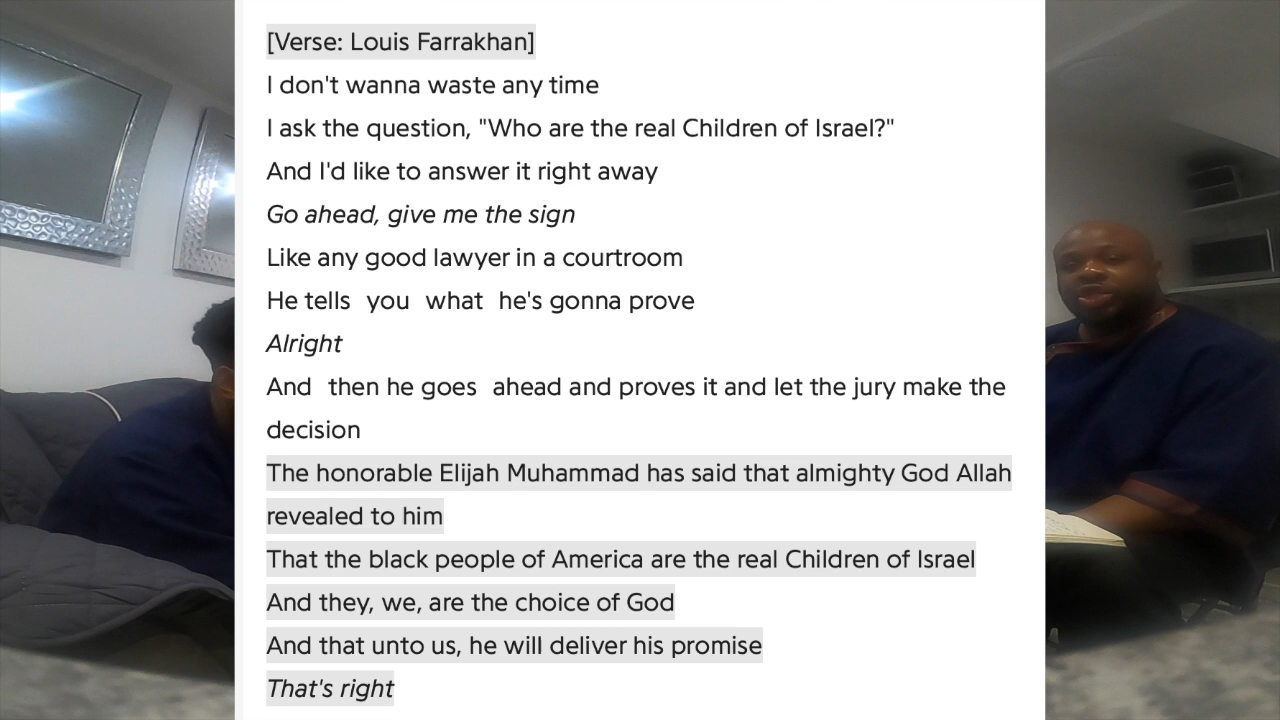 [Verse: Louis Farrakhan]
I don't wanna waste any time
I ask the question, "Who are the real Children of Israel?"
And I'd like to answer it right away
Go ahead, give me the sign
Like any good lawyer in a courtroom
He tells you what he's gonna prove
Alright
And then he goes ahead and proves it and let the jury make the
decision
The honorable Elijah Muhammad has said that almighty God Allah
revealed to him
That the black people of America are the real Children of Israel
And they, we, are the choice of God
And that unto us, he will deliver his promise
That's right